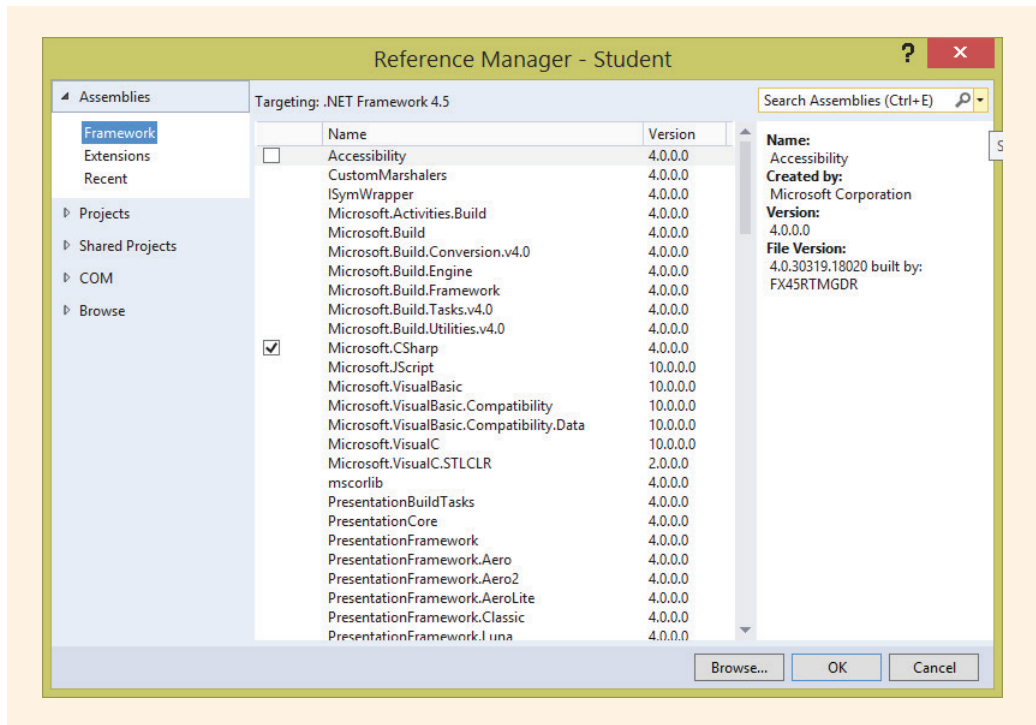 Reference Manager - Student
?
×
Assemblies
Framework
Extensions
Recent
Projects
Shared Projects
COM
Browse
Targeting: .NET Framework 4.5
Name Version
Accessibility 4.0.0.0
CustomMarshalers 4.0.0.0
ISymWrapper 4.0.0.0
Microsoft.Activities.Build 4.0.0.0
Microsoft.Build 4.0.0.0
Microsoft.Build.Conversion.v4.0 4.0.0.0
Microsoft.Build.Engine 4.0.0.0
Microsoft.Build.Framework 4.0.0.0
Microsoft.Build.Tasks.v4.0 4.0.0.0
Microsoft.Build.Utilities.v4.0 4.0.0.0
Microsoft.CSharp 4.0.0.0
Microsoft.JScript 10.0.0.0
Microsoft.VisualBasic 10.0.0.0
Microsoft.VisualBasic.Compatibility 10.0.0.0
Microsoft.VisualBasic.Compatibility.Data 10.0.0.0
Microsoft.VisualC 10.0.0.0
Microsoft.VisualC.STLCLR 2.0.0.0
mscorlib 4.0.0.0
PresentationBuildTasks 4.0.0.0
PresentationCore 4.0.0.0
PresentationFramework 4.0.0.0
PresentationFramework.Aero 4.0.0.0
PresentationFramework.Aero2 4.0.0.0
PresentationFramework.AeroLite 4.0.0.0
PresentationFramework.Classic 4.0.0.0
PresentationFramework.Luna 4.0.0.0
Search Assemblies (Ctrl+E)
S
Name:
Accessibility
Created by:
Microsoft Corporation
Version:
4.0.0.0
File Version:
4.0.30319.18020 built by:
FX45RTMGDR
Browse... OK Cancel